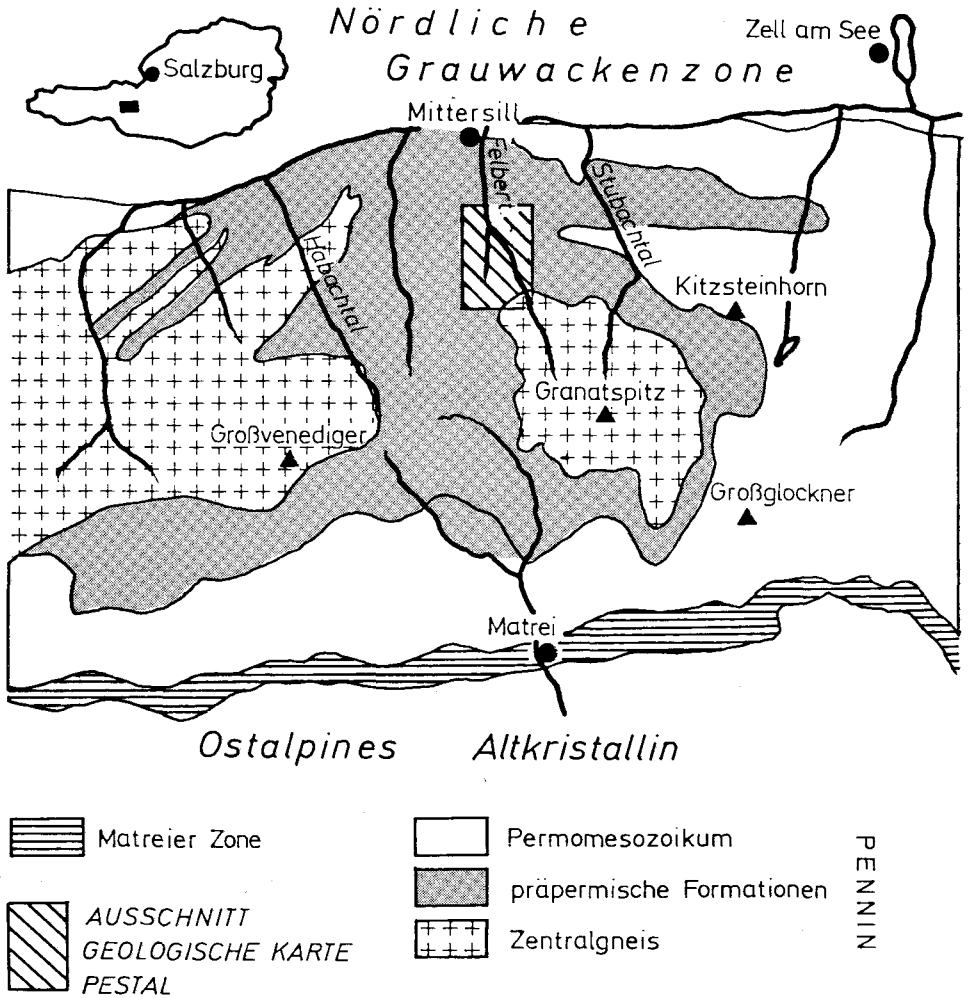 Nördliche
Grauwackenzone
Zell am See
Salzburg
Mittersill
Felbert.
Stubachtal
Habachtal
Kitzsteinhorn
Granatspitz
Großvenediger
Großglockner
Matrei
Ostalpines Altkristallin
Matreier Zone
AUSSCHNITT
GEOLOGISCHE KARTE
PESTAL
Permomesozoikum
präpermische Formationen
Zentralgneis
PENNIN